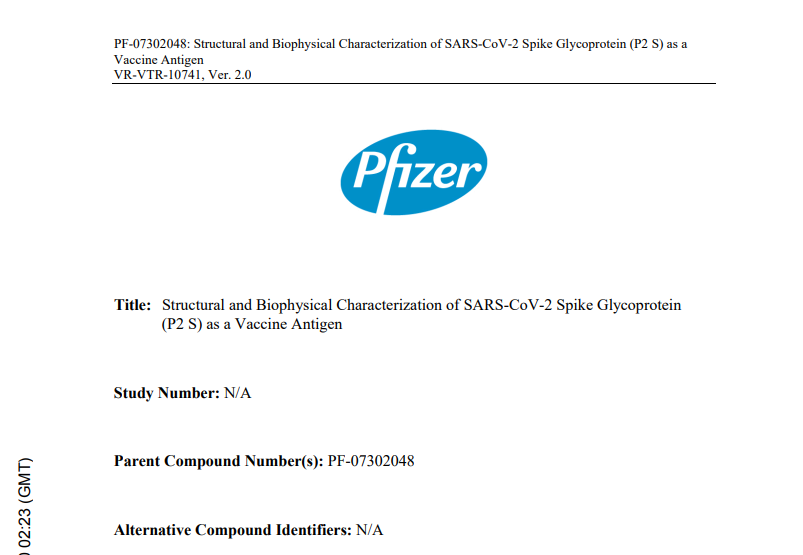 PF-07302048: Structural and Biophysical Characterization of SARS-CoV-2 Spike Glycoprotein (P2 S) as a
Vaccine Antigen
VR-VTR-10741, Ver. 2.0
Pfizer
Title: Structural and Biophysical Characterization of SARS-CoV-2 Spike Glycoprotein
(P2 S) as a Vaccine Antigen
Study Number: N/A
Parent Compound Number(s): PF-07302048
Alternative Compound Identifiers: N/A
02:23 (GMT)